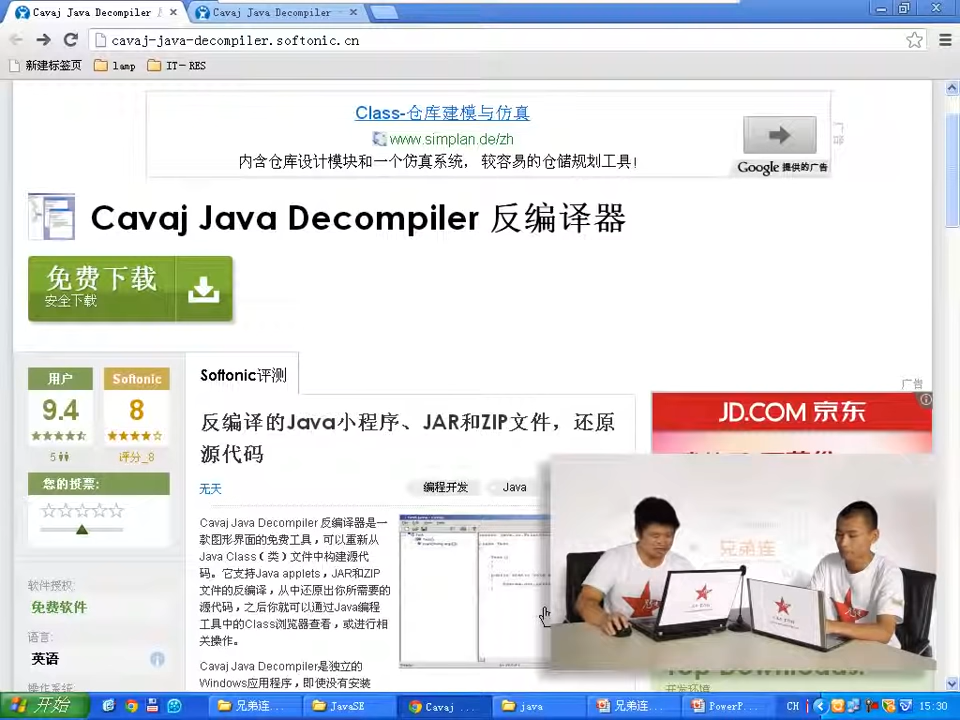 Cavaj Java Decompiler
Cavaj Java Decompiler
cavaj-java-decompiler.softonic.cn
新建标签页
lamp
IT-RES
Class-仓库建模与仿真
www.simplan.de/zh
内含仓库设计模块和一个仿真系统，较容易的仓储规划工具!
Google 提供的广告
Cavaj Java Decompiler 反编译器
免费下载
安全下载
用户
Softonic
9.4
8
5
评分_8
您的投票:
Softonic评测
广告
反编译的Java小程序、JAR和ZIP文件，还原
源代码
无天
编程开发
Java
JD.COM 京东
Cavaj Java Decompiler 反编译器是一
款图形界面的免费工具，可以重新从
Java Class（类）文件中构建源代
码。它支持Java applets，JAR和ZIP
文件的反编译，从中还原出你所需要的
源代码，之后你就可以通过Java编程
工具中的Class浏览器查看，或进行相
关操作。
Cavaj Java Decompiler是独立的
Windows应用程序，即使没有安装
软件授权:
免费软件
语言:
英语
操作系统
兄弟连
Top Downloads:
开发环境
开始
兄弟连...
JavaSE
Cavaj ...
java
兄弟连...
PowerP...
CH
15:30